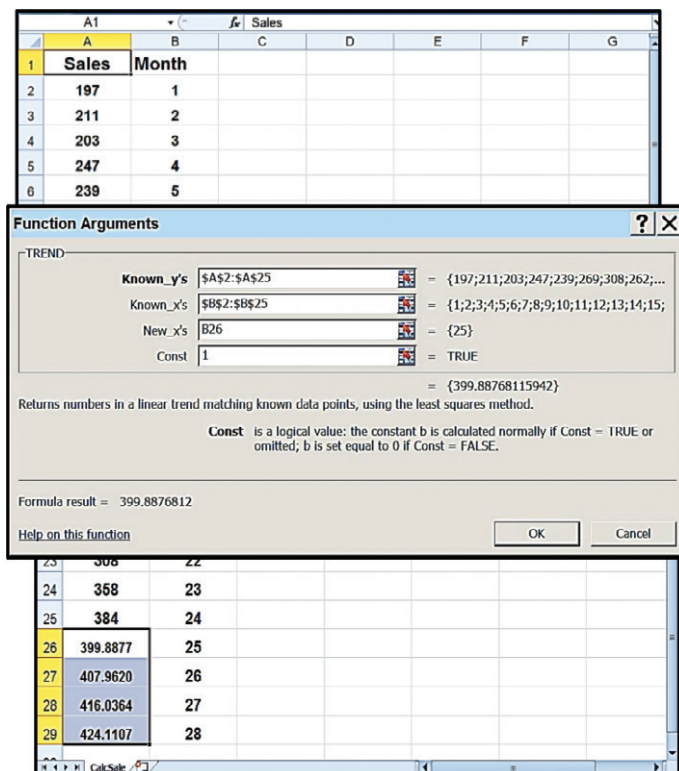 A1 fx Sales
A B C D E F G
1 Sales Month
2 197 1
3 211 2
4 203 3
5 247 4
6 239 5
Function Arguments ? X
TREND
Known_y's $A$2:$A$25 = {197;211;203;247;239;269;308;262;...
Known_x's $B$2:$B$25 = {1;2;3;4;5;6;7;8;9;10;11;12;13;14;15;
New_x's B26 = {25}
Const 1 = TRUE
= {399.88768115942}
Returns numbers in a linear trend matching known data points, using the least squares method.
Const is a logical value: the constant b is calculated normally if Const = TRUE or
omitted; b is set equal to 0 if Const = FALSE.
Formula result = 399.8876812
Help on this function OK Cancel
23 308 22
24 358 23
25 384 24
26 399.8877 25
27 407.9620 26
28 416.0364 27
29 424.1107 28
CalcSale